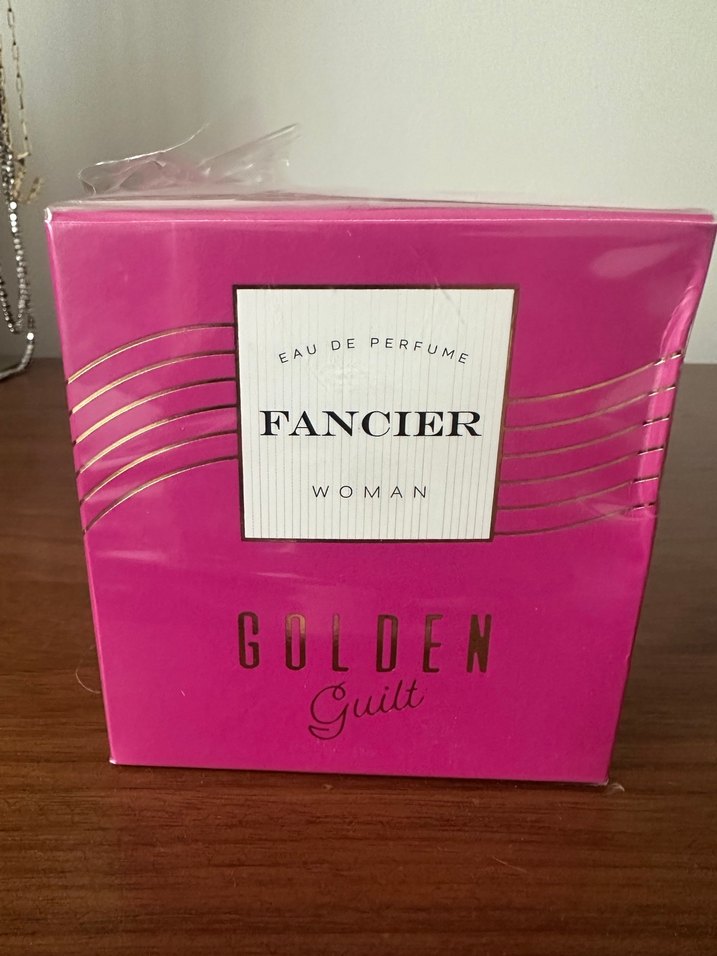 EAU DE PERFUME
FANCIER
WOMAN
GOLDEN
Guilt